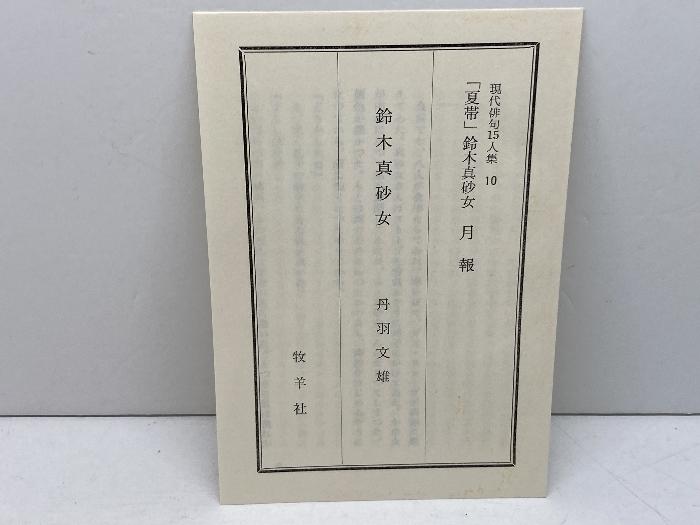 現代俳句15人集 10
「夏帯」鈴木真砂女 月報
鈴木真砂女 丹羽文雄
牧羊社